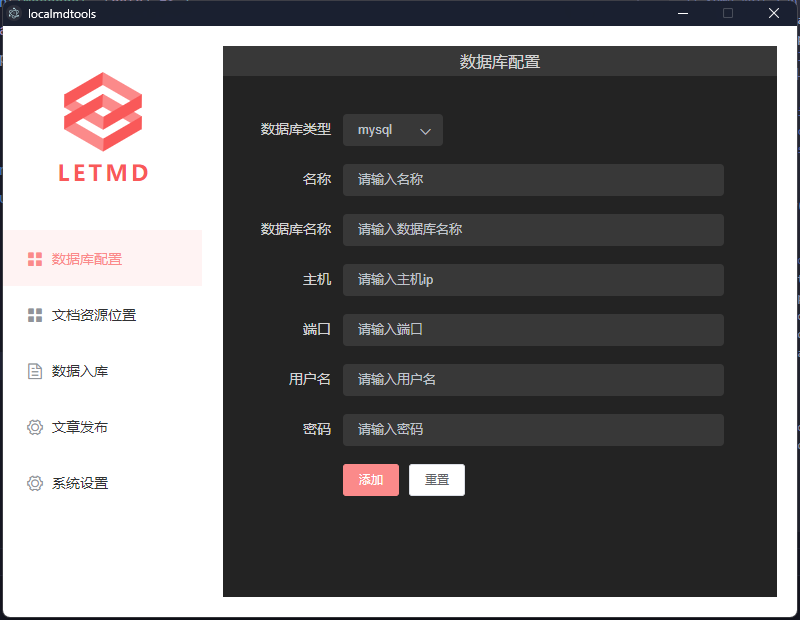 localmdtools
LETMD
数据库配置
文档资源位置
数据入库
文章发布
系统设置
数据库配置
数据库类型 mysql
名称 请输入名称
数据库名称 请输入数据库名称
主机 请输入主机ip
端口 请输入端口
用户名 请输入用户名
密码 请输入密码
添加 重置